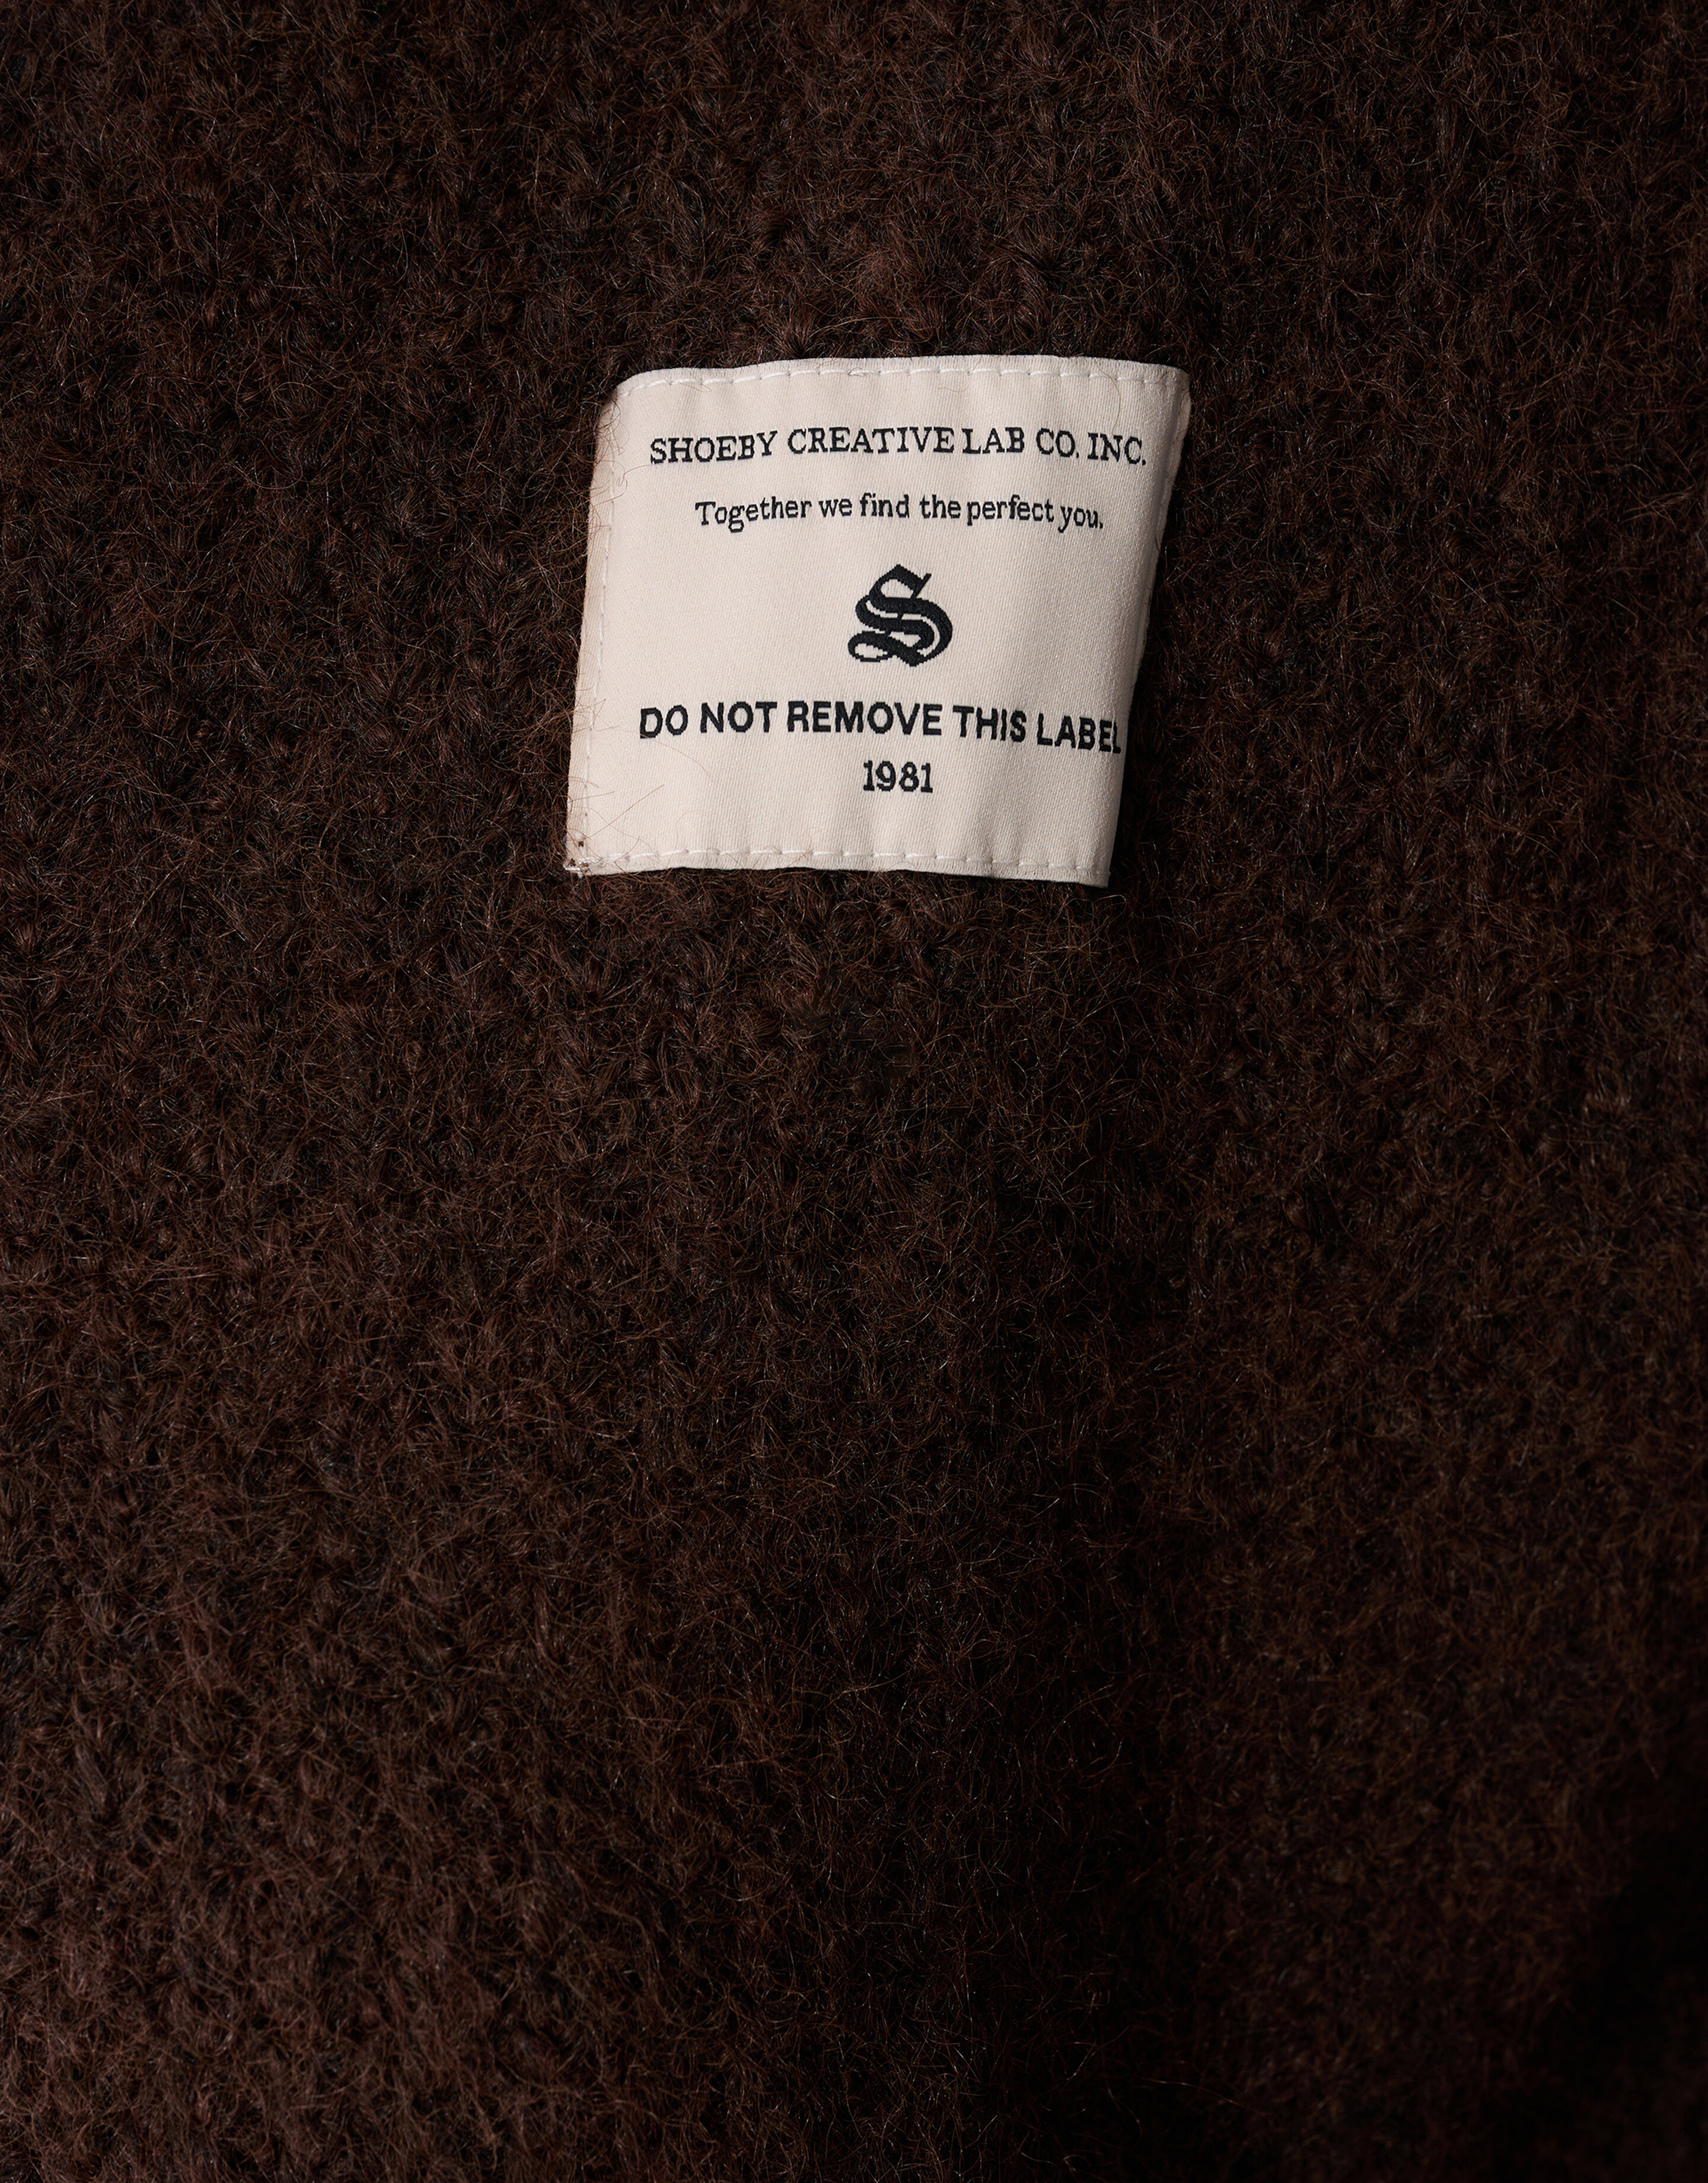 SHOEBY CREATIVE LAB CO. INC.
Together we find the perfect you.
S
DO NOT REMOVE THIS LABEL
1981